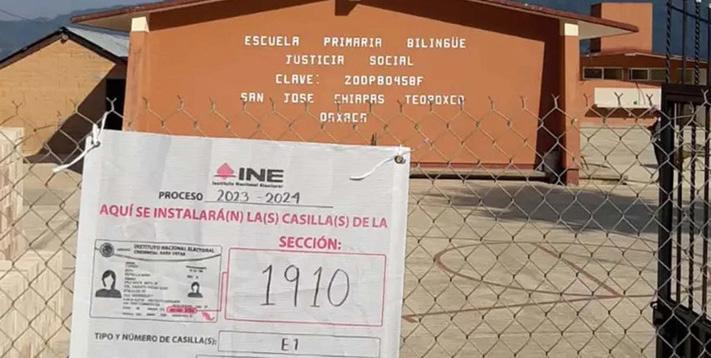 ESCUELA PRIMARIA BILINGÜE
JUSTICIA SOCIAL
CLAVE: 20DPB0458F
SAN JOSE CHIAPAS TEOPOXCO
OAXACA
INE
Instituto Nacional Electoral
PROCESO 2023-2024
AQUÍ SE INSTALARÁ(N) LA(S) CASILLA(S) DE LA
SECCIÓN:
INSTITUTO NACIONAL ELECTORAL
CREDENCIAL PARA VOTAR
1910
TIPO Y NÚMERO DE CASILLA(S): E1